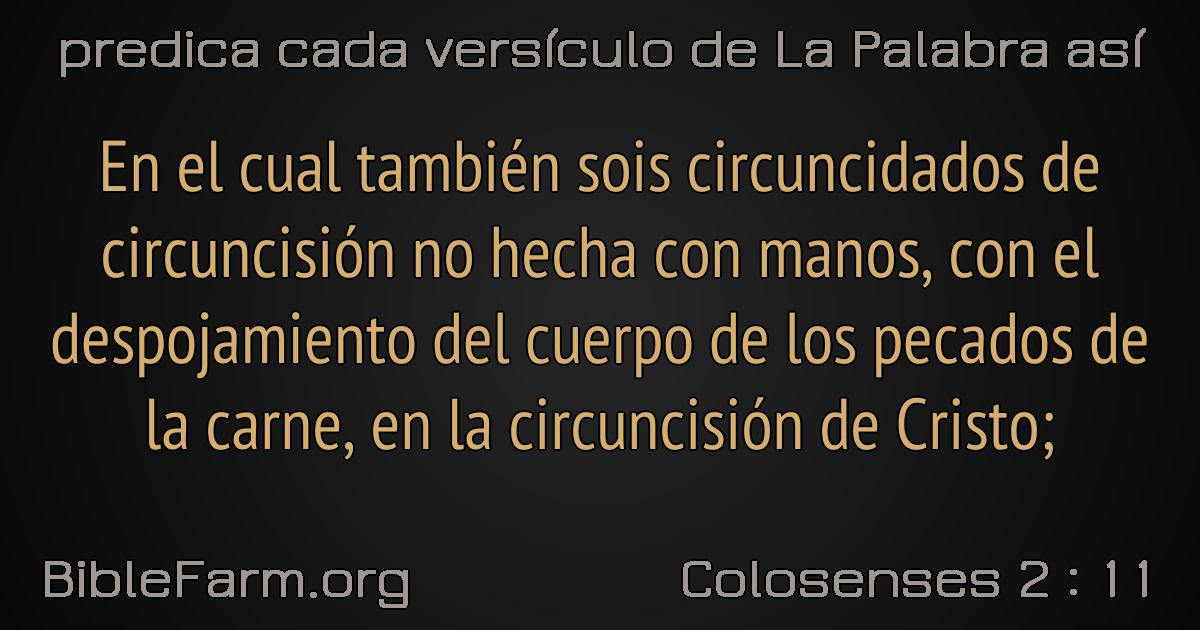 predica cada versículo de La Palabra así
En el cual también sois circuncidados de
circuncisión no hecha con manos, con el
despojamiento del cuerpo de los pecados de
la carne, en la circuncisión de Cristo;
BibleFarm.org
Colosenses 2 : 11